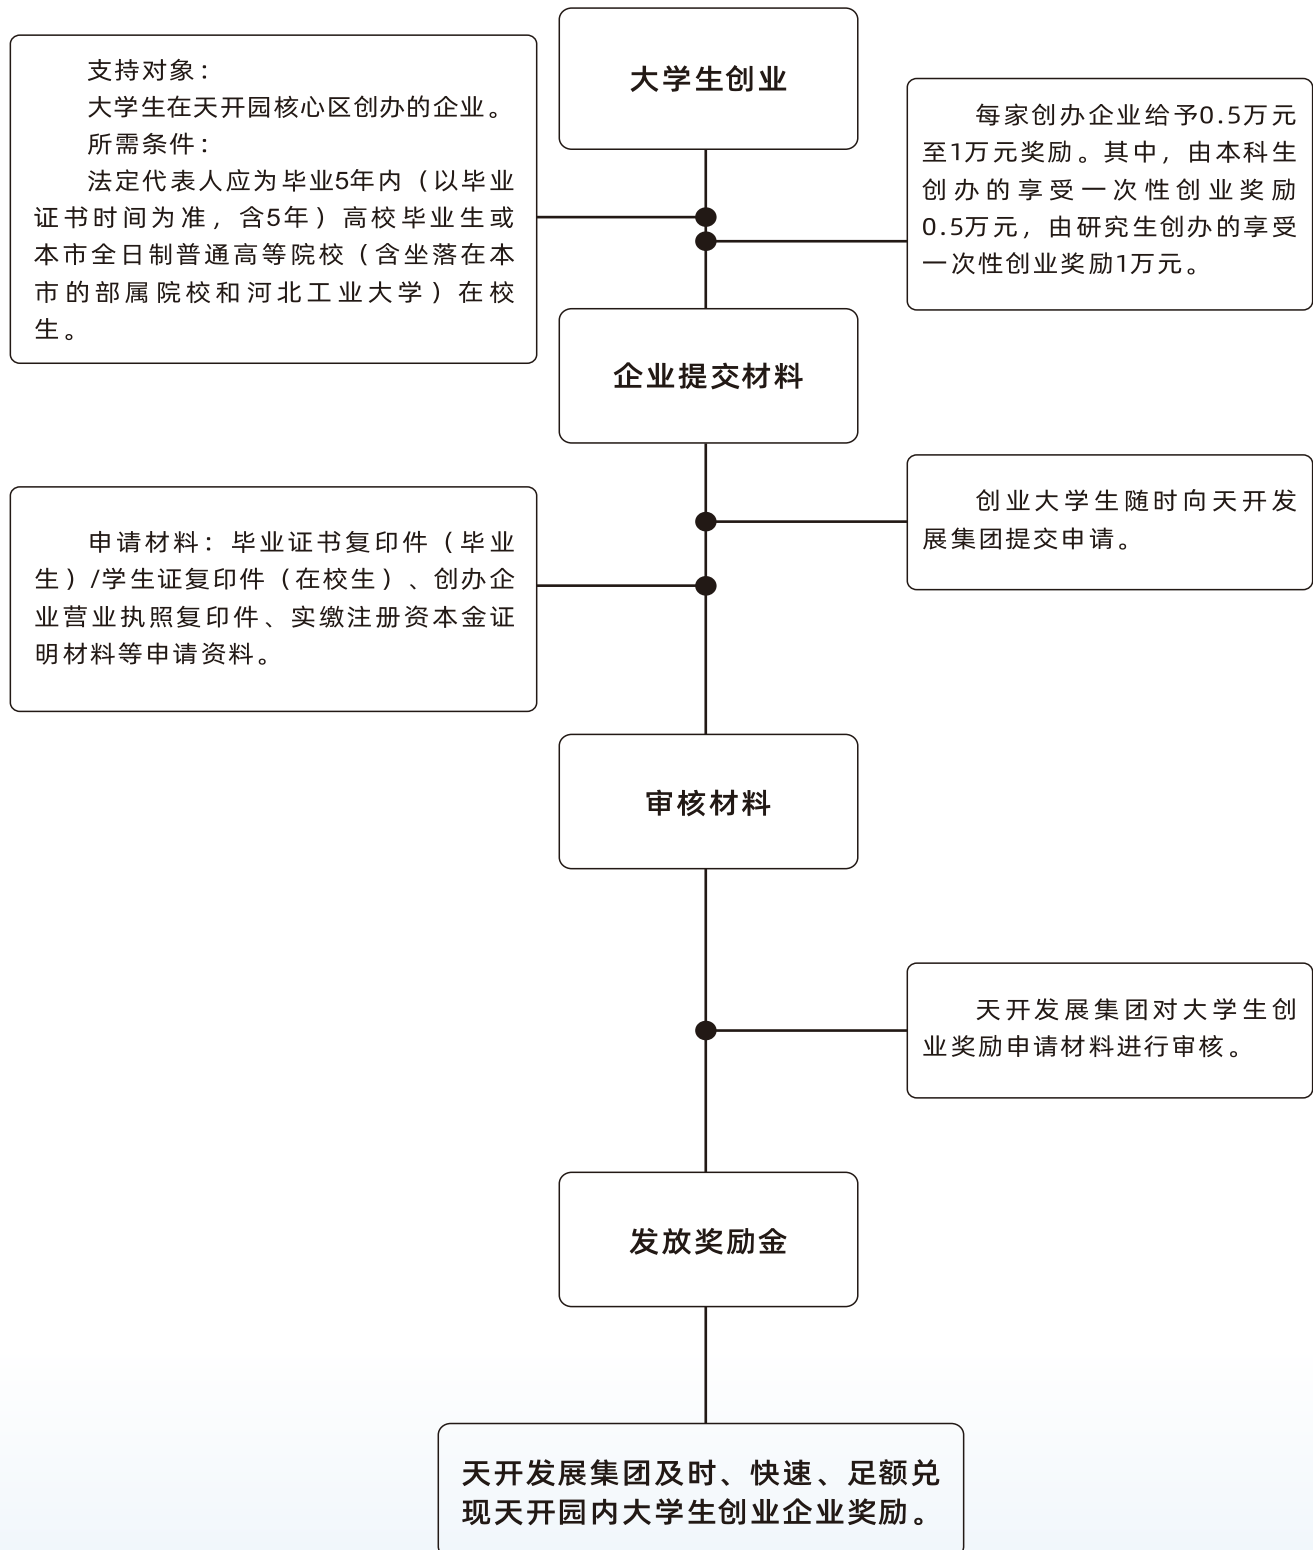 大学生创业
支持对象：
大学生在天开园核心区创办的企业。
所需条件：
法定代表人应为毕业5年内（以毕业
证书时间为准，含5年）高校毕业生或
本市全日制普通高等院校（含坐落在本
市的部属院校和河北工业大学）在校
生。
每家创办企业给予0.5万元
至1万元奖励。其中，由本科生
创办的享受一次性创业奖励
0.5万元，由研究生创办的享受
一次性创业奖励1万元。
企业提交材料
创业大学生随时向天开发
展集团提交申请。
申请材料：毕业证书复印件（毕业
生）/学生证复印件（在校生）、创办企
业营业执照复印件、实缴注册资本金证
明材料等申请资料。
审核材料
天开发展集团对大学生创
业奖励申请材料进行审核。
发放奖励金
天开发展集团及时、快速、足额兑
现天开园内大学生创业企业奖励。